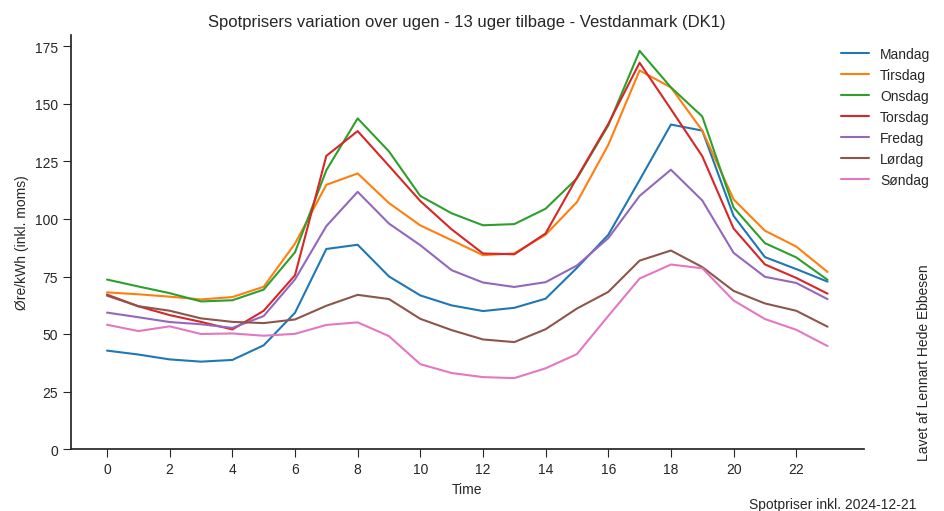 Spotprisers variation over ugen - 13 uger tilbage - Vestdanmark (DK1)
175
150
125
100
75
50
25
0
Øre/kWh (inkl. moms)
0 2 4 6 8 10 12 14 16 18 20 22
Time
Mandag
Tirsdag
Onsdag
Torsdag
Fredag
Lørdag
Søndag
Lavet af Lennart Hede Ebbesen
Spotpriser inkl. 2024-12-21